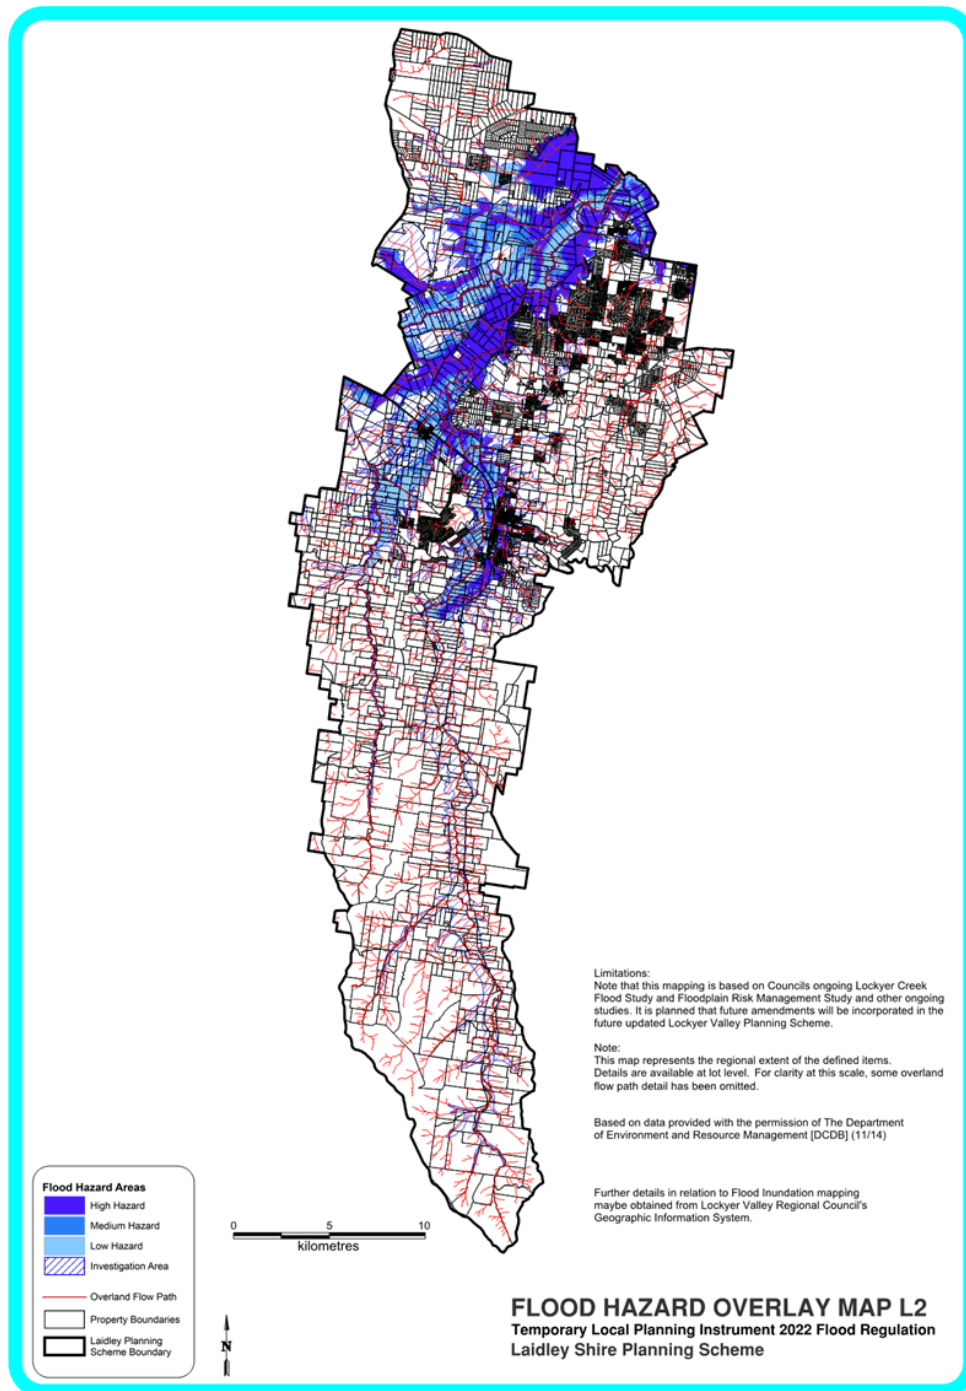 Limitations:
Note that this mapping is based on Councils ongoing Lockyer Creek
Flood Study and Floodplain Risk Management Study and other ongoing
studies. It is planned that future amendments will be incorporated in the
future updated Lockyer Valley Planning Scheme.
Note:
This map represents the regional extent of the defined items.
Details are available at lot level. For clarity at this scale, some overland
flow path detail has been omitted.
Based on data provided with the permission of The Department
of Environment and Resource Management [DCDB] (11/14)
Further details in relation to Flood Inundation mapping
maybe obtained from Lockyer Valley Regional Council's
Geographic Information System.
Flood Hazard Areas
High Hazard
Medium Hazard
Low Hazard
Investigation Area
Overland Flow Path
Property Boundaries
Laidley Planning
Scheme Boundary
0 5 10
kilometres
N
FLOOD HAZARD OVERLAY MAP L2
Temporary Local Planning Instrument 2022 Flood Regulation
Laidley Shire Planning Scheme